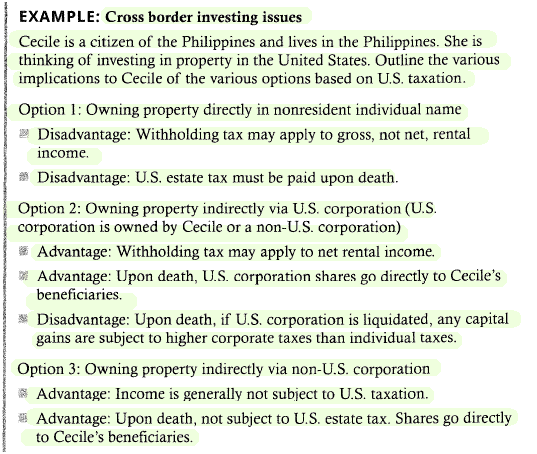 EXAMPLE: Cross border investing issues
Cecile is a citizen of the Philippines and lives in the Philippines. She is
thinking of investing in property in the United States. Outline the various
implications to Cecile of the various options based on U.S. taxation.
Option 1: Owning property directly in nonresident individual name
Disadvantage: Withholding tax may apply to gross, not net, rental
income.
Disadvantage: U.S. estate tax must be paid upon death.
Option 2: Owning property indirectly via U.S. corporation (U.S.
corporation is owned by Cecile or a non-U.S. corporation)
Advantage: Withholding tax may apply to net rental income.
Advantage: Upon death, U.S. corporation shares go directly to Cecile's
beneficiaries.
Disadvantage: Upon death, if U.S. corporation is liquidated, any capital
gains are subject to higher corporate taxes than individual taxes.
Option 3: Owning property indirectly via non-U.S. corporation
Advantage: Income is generally not subject to U.S. taxation.
Advantage: Upon death, not subject to U.S. estate tax. Shares go directly
to Cecile's beneficiaries.